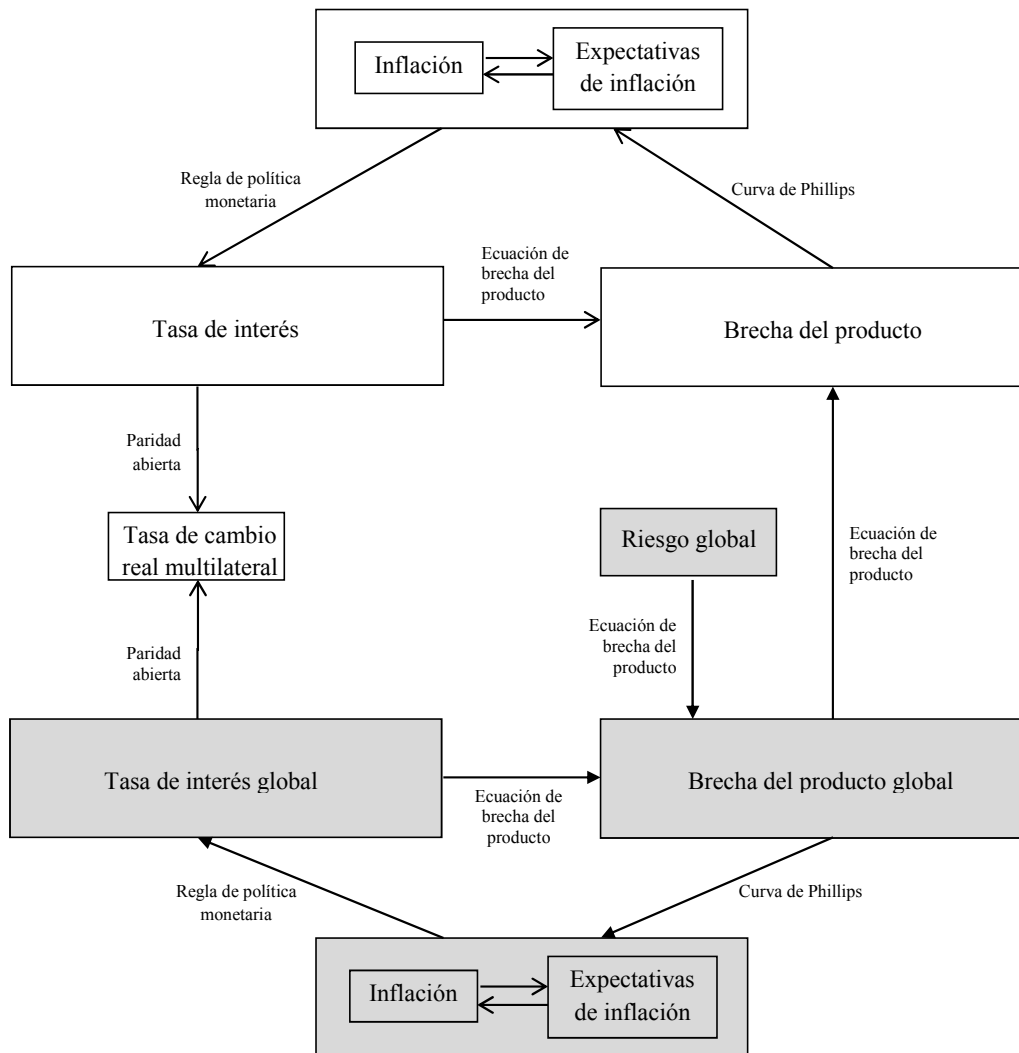 Inflación
Expectativas
de inflación
Regla de política
monetaria
Curva de Phillips
Ecuación de
brecha del
producto
Tasa de interés
Brecha del producto
Paridad
abierta
Tasa de cambio
real multilateral
Riesgo global
Ecuación de
brecha del
producto
Ecuación de
brecha del
producto
Paridad
abierta
Tasa de interés global
Brecha del producto global
Ecuación de
brecha del
producto
Regla de política
monetaria
Curva de Phillips
Inflación
Expectativas
de inflación